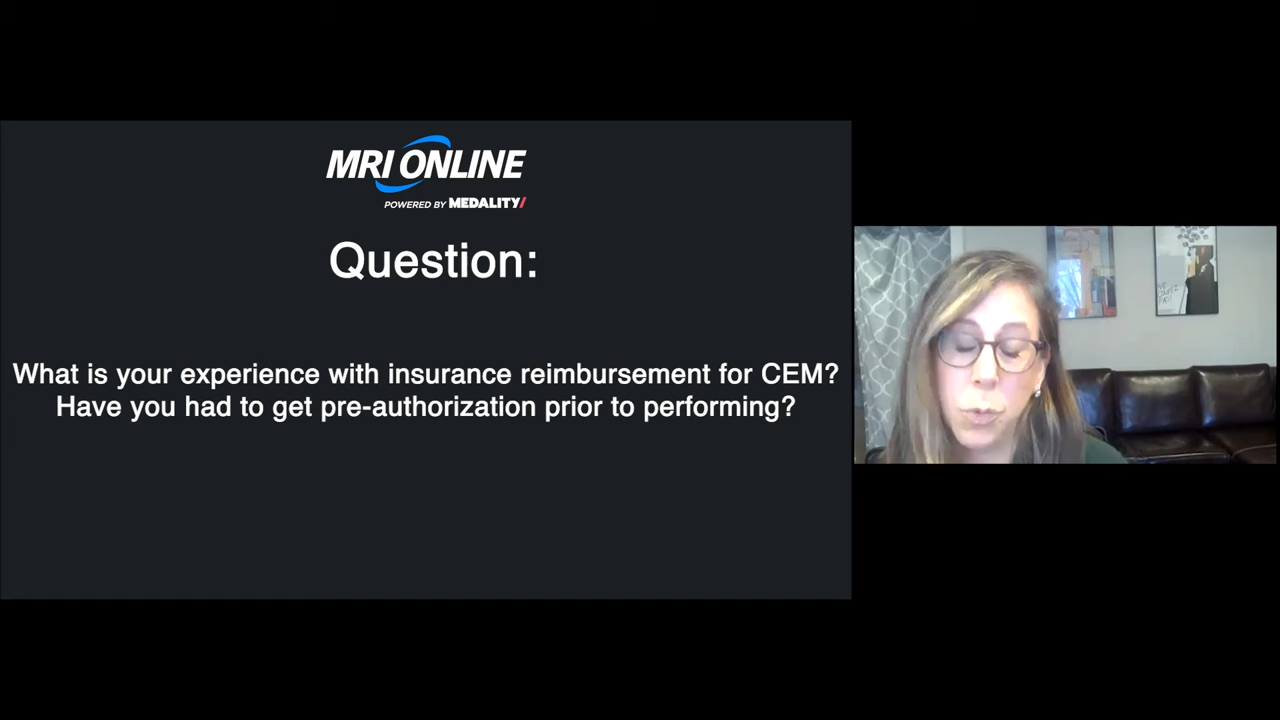 MRI ONLINE
POWERED BY MEDALITY/
Question:
What is your experience with insurance reimbursement for CEM?
Have you had to get pre-authorization prior to performing?